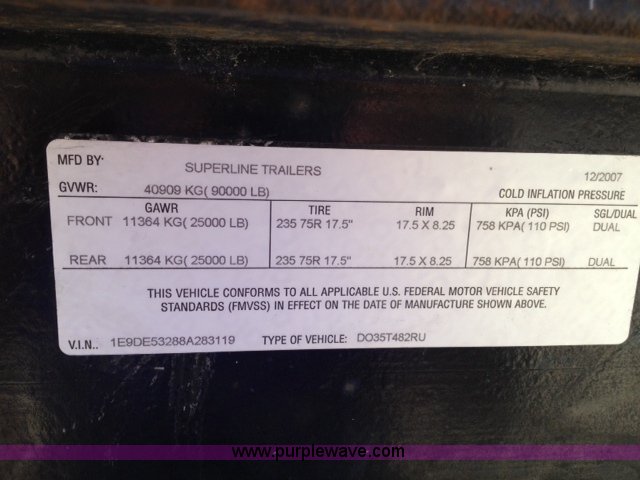 MFD BY: SUPERLINE TRAILERS 12/2007
GVWR: 40909 KG( 90000 LB) COLD INFLATION PRESSURE
GAWR TIRE RIM KPA (PSI) SGL/DUAL
FRONT 11364 KG( 25000 LB) 235 75R 17.5" 17.5 X 8.25 758 KPA( 110 PSI) DUAL
REAR 11364 KG( 25000 LB) 235 75R 17.5" 17.5 X 8.25 758 KPA( 110 PSI) DUAL
THIS VEHICLE CONFORMS TO ALL APPLICABLE U.S. FEDERAL MOTOR VEHICLE SAFETY
STANDARDS (FMVSS) IN EFFECT ON THE DATE OF MANUFACTURE SHOWN ABOVE.
V.I.N.. 1E9DE53288A283119 TYPE OF VEHICLE: DO35T482RU
www.purplewave.com